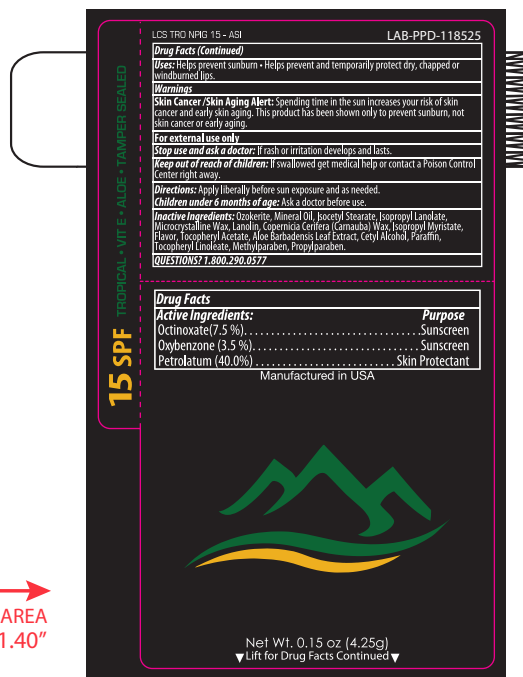 LCS TRO NPIG 15 - ASI
LAB-PPD-118525
Drug Facts (Continued)
Uses: Helps prevent sunburn • Helps prevent and temporarily protect dry, chapped or
windburned lips.
Warnings
Skin Cancer /Skin Aging Alert: Spending time in the sun increases your risk of skin
cancer and early skin aging. This product has been shown only to prevent sunburn, not
skin cancer or early aging.
For external use only
Stop use and ask a doctor: If rash or irritation develops and lasts.
Keep out of reach of children: If swallowed get medical help or contact a Poison Control
Center right away.
Directions: Apply liberally before sun exposure and as needed.
Children under 6 months of age: Ask a doctor before use.
Inactive Ingredients: Ozokerite, Mineral Oil, Isocetyl Stearate, Isopropyl Lanolate,
Microcrystalline Wax, Lanolin, Copernicia Cerifera (Carnauba) Wax, Isopropyl Myristate,
Flavor, Tocopheryl Acetate, Aloe Barbadensis Leaf Extract, Cetyl Alcohol, Paraffin,
Tocopheryl Linoleate, Methylparaben, Propylparaben.
QUESTIONS? 1.800.290.0577
15 SPF TROPICAL • VIT E • ALOE • TAMPER SEALED
Drug Facts
Active Ingredients: Purpose
Octinoxate(7.5 %)................................Sunscreen
Oxybenzone (3.5 %)..............................Sunscreen
Petrolatum (40.0%) .........................Skin Protectant
Manufactured in USA
AREA
1.40”
Net Wt. 0.15 oz (4.25g)
▼Lift for Drug Facts Continued▼